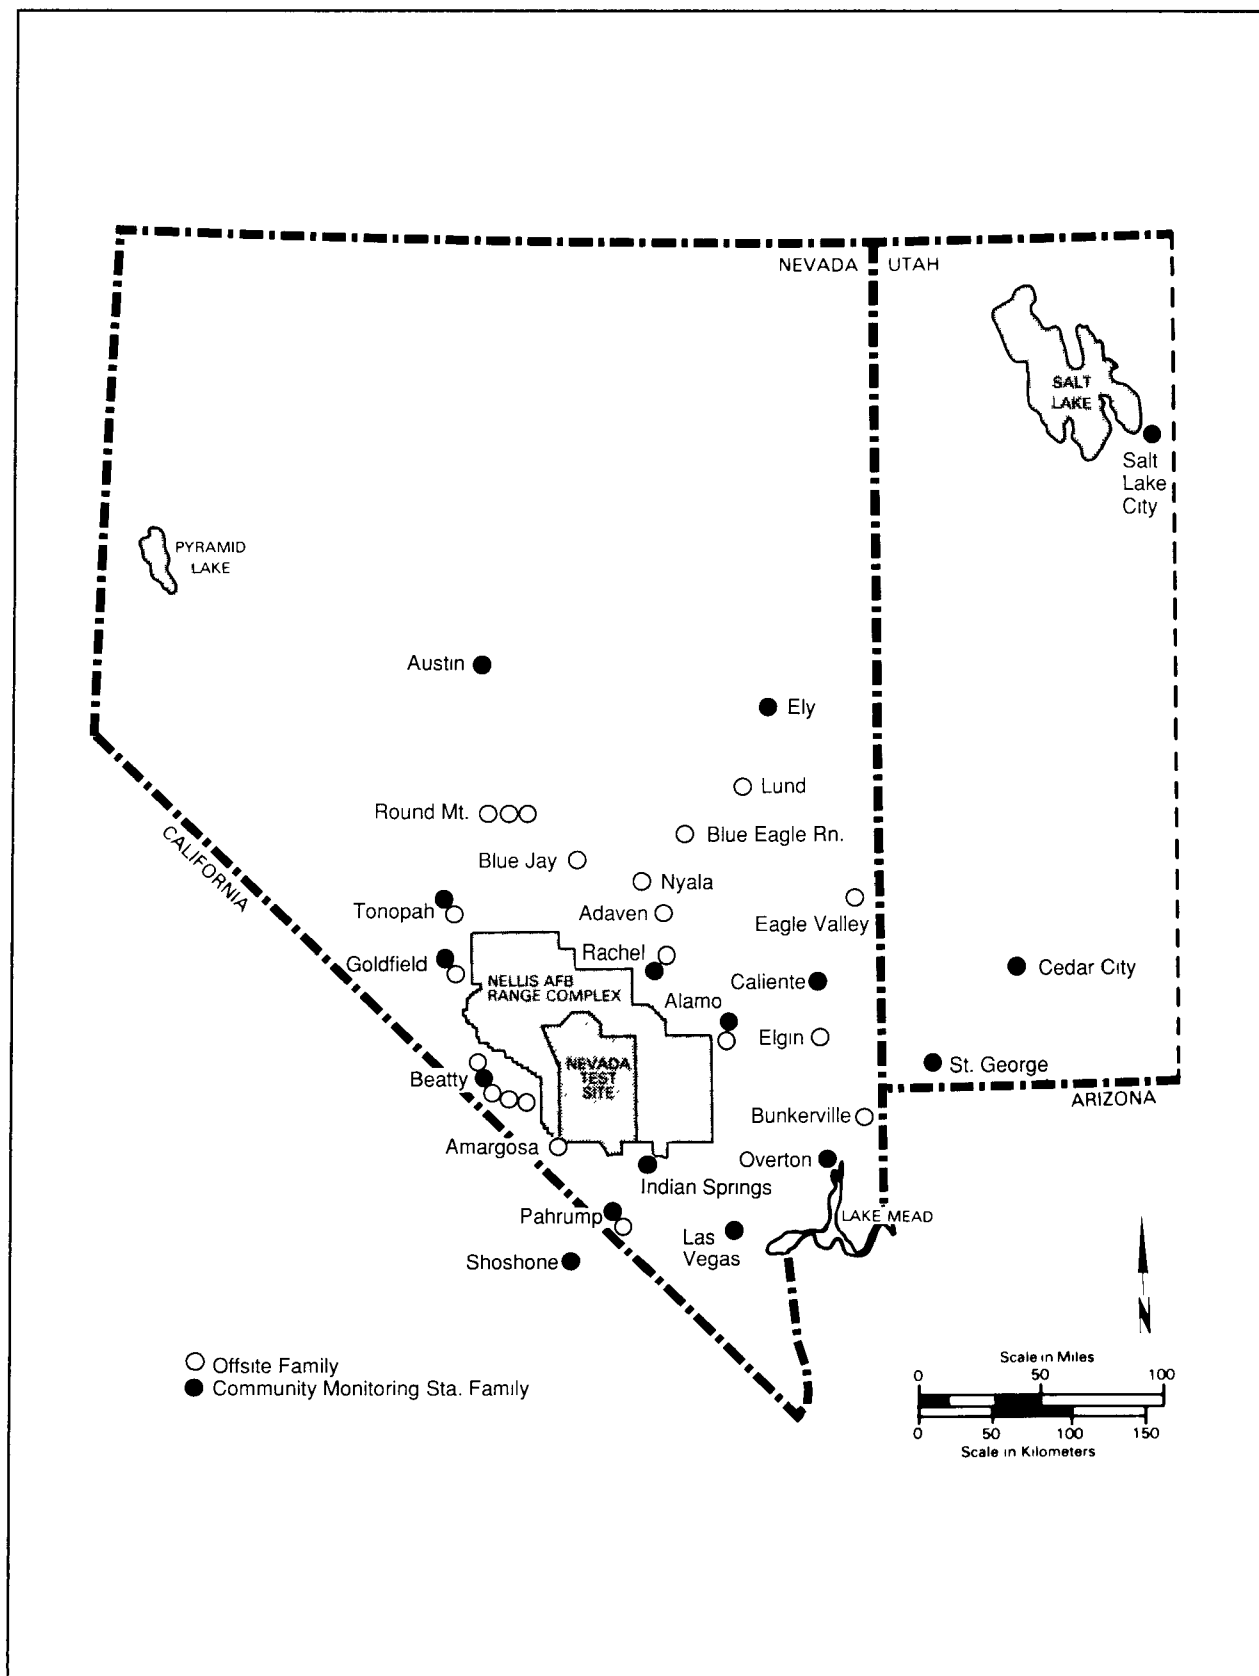 NEVADA UTAH
SALT
LAKE
Salt
Lake
City
PYRAMID
LAKE
Austin
Ely
Lund
Round Mt.
Blue Eagle Rn.
CALIFORNIA
Blue Jay
Nyala
Tonopah
Adaven
Eagle Valley
Rachel
Goldfield
NELLIS AFB
RANGE COMPLEX
Caliente
Cedar City
Alamo
Elgin
NEVADA
TEST
SITE
Beatty
St. George
ARIZONA
Bunkerville
Amargosa
Overton
Indian Springs
Pahrump
LAKE MEAD
Las
Vegas
Shoshone
N
Offsite Family
Community Monitoring Sta. Family
Scale in Miles
0 50 100
0 50 100 150
Scale in Kilometers